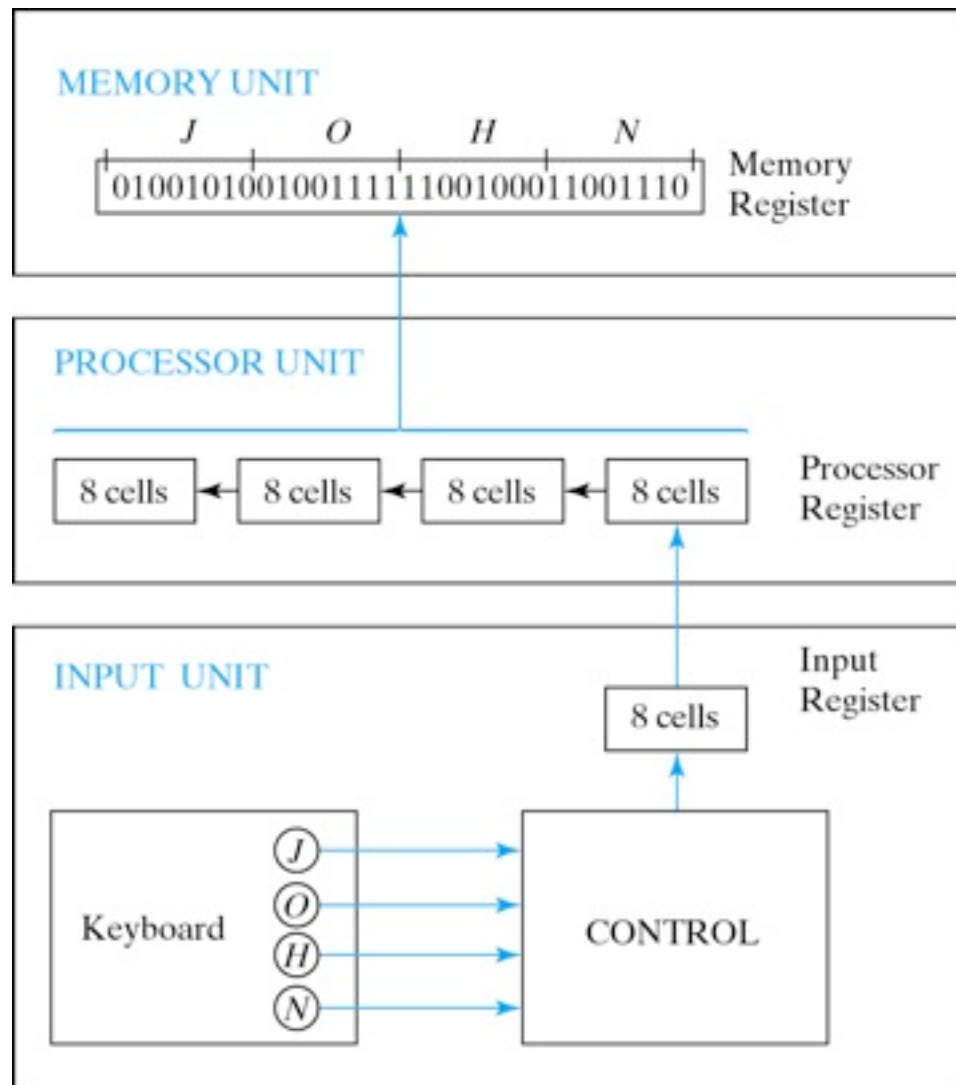 MEMORY UNIT
J O H N
01001010010011111100100011001110
Memory
Register
PROCESSOR UNIT
8 cells 8 cells 8 cells 8 cells
Processor
Register
INPUT UNIT
Input
Register
8 cells
Keyboard
J
O
H
N
CONTROL